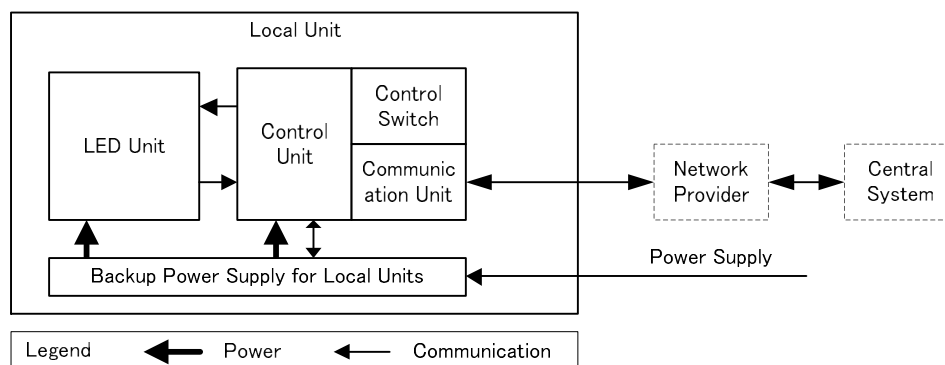 Local Unit
LED Unit
Control
Unit
Control
Switch
Communic
ation Unit
Network
Provider
Central
System
Backup Power Supply for Local Units
Power Supply
Legend Power Communication